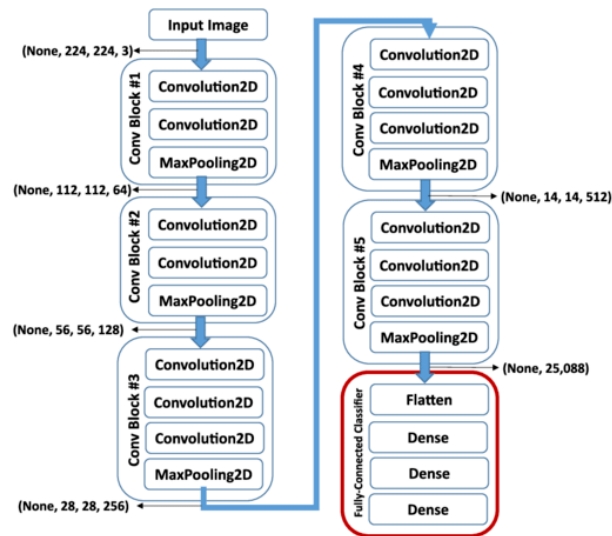 Input Image
(None, 224, 224, 3)
Conv Block #1
Convolution2D
Convolution2D
MaxPooling2D
(None, 112, 112, 64)
Conv Block #2
Convolution2D
Convolution2D
MaxPooling2D
(None, 56, 56, 128)
Conv Block #3
Convolution2D
Convolution2D
Convolution2D
MaxPooling2D
(None, 28, 28, 256)
Conv Block #4
Convolution2D
Convolution2D
Convolution2D
MaxPooling2D
(None, 14, 14, 512)
Conv Block #5
Convolution2D
Convolution2D
Convolution2D
MaxPooling2D
(None, 25,088)
Fully-Connected Classifier
Flatten
Dense
Dense
Dense